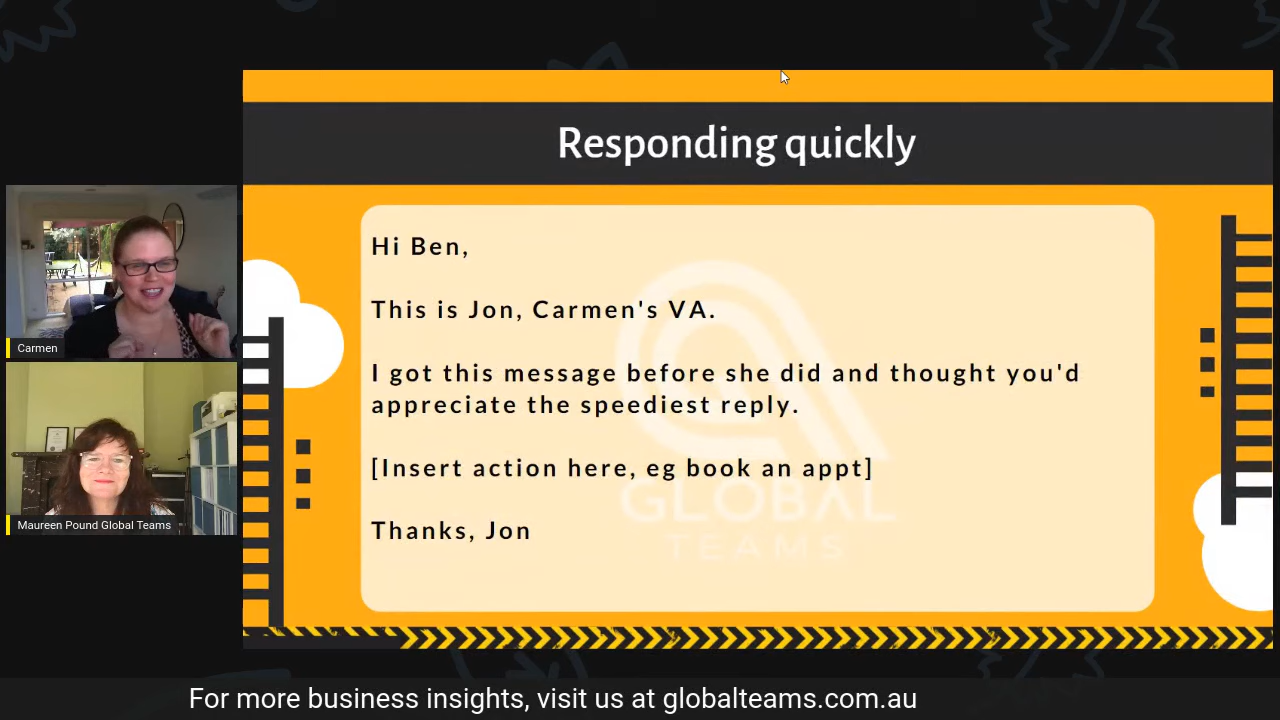 Responding quickly
Hi Ben,
This is Jon, Carmen's VA.
I got this message before she did and thought you'd
appreciate the speediest reply.
[Insert action here, eg book an appt]
Thanks, Jon
GLOBAL
TEAMS
Carmen
Maureen Pound Global Teams
For more business insights, visit us at globalteams.com.au